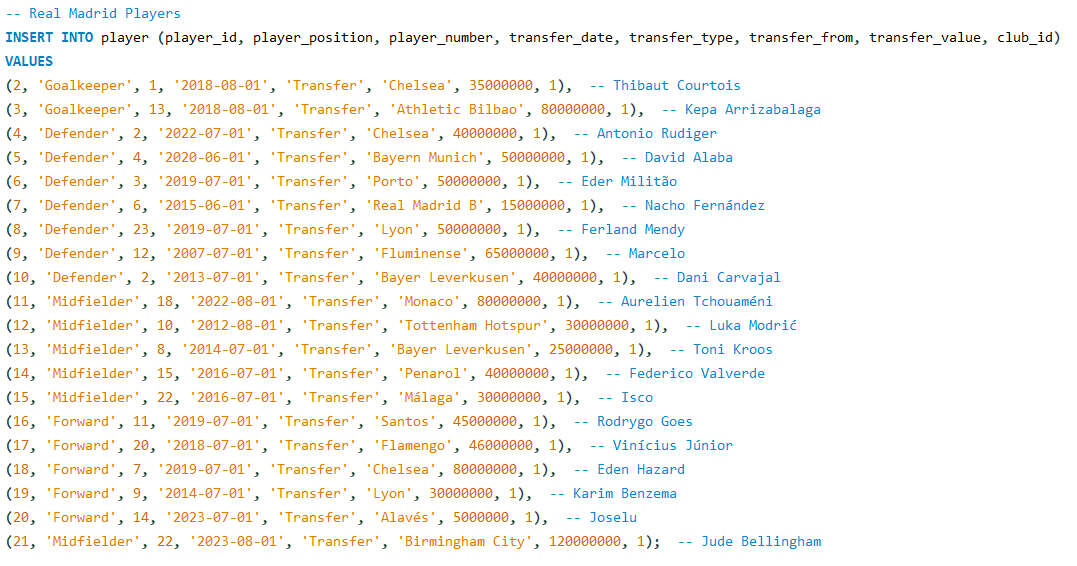 -- Real Madrid Players
INSERT INTO player (player_id, player_position, player_number, transfer_date, transfer_type, transfer_from, transfer_value, club_id)
VALUES
(2, 'Goalkeeper', 1, '2018-08-01', 'Transfer', 'Chelsea', 35000000, 1),  -- Thibaut Courtois
(3, 'Goalkeeper', 13, '2018-08-01', 'Transfer', 'Athletic Bilbao', 80000000, 1),  -- Kepa Arrizabalaga
(4, 'Defender', 2, '2022-07-01', 'Transfer', 'Chelsea', 40000000, 1),  -- Antonio Rudiger
(5, 'Defender', 4, '2020-06-01', 'Transfer', 'Bayern Munich', 50000000, 1),  -- David Alaba
(6, 'Defender', 3, '2019-07-01', 'Transfer', 'Porto', 50000000, 1),  -- Eder Militão
(7, 'Defender', 6, '2015-06-01', 'Transfer', 'Real Madrid B', 15000000, 1),  -- Nacho Fernández
(8, 'Defender', 23, '2019-07-01', 'Transfer', 'Lyon', 50000000, 1),  -- Ferland Mendy
(9, 'Defender', 12, '2007-07-01', 'Transfer', 'Fluminense', 65000000, 1),  -- Marcelo
(10, 'Defender', 2, '2013-07-01', 'Transfer', 'Bayer Leverkusen', 40000000, 1),  -- Dani Carvajal
(11, 'Midfielder', 18, '2022-08-01', 'Transfer', 'Monaco', 80000000, 1),  -- Aurelien Tchouaméni
(12, 'Midfielder', 10, '2012-08-01', 'Transfer', 'Tottenham Hotspur', 30000000, 1),  -- Luka Modrić
(13, 'Midfielder', 8, '2014-07-01', 'Transfer', 'Bayer Leverkusen', 25000000, 1),  -- Toni Kroos
(14, 'Midfielder', 15, '2016-07-01', 'Transfer', 'Penarol', 40000000, 1),  -- Federico Valverde
(15, 'Midfielder', 22, '2016-07-01', 'Transfer', 'Málaga', 30000000, 1),  -- Isco
(16, 'Forward', 11, '2019-07-01', 'Transfer', 'Santos', 45000000, 1),  -- Rodrygo Goes
(17, 'Forward', 20, '2018-07-01', 'Transfer', 'Flamengo', 46000000, 1),  -- Vinícius Júnior
(18, 'Forward', 7, '2019-07-01', 'Transfer', 'Chelsea', 80000000, 1),  -- Eden Hazard
(19, 'Forward', 9, '2014-07-01', 'Transfer', 'Lyon', 30000000, 1),  -- Karim Benzema
(20, 'Forward', 14, '2023-07-01', 'Transfer', 'Alavés', 5000000, 1),  -- Joselu
(21, 'Midfielder', 22, '2023-08-01', 'Transfer', 'Birmingham City', 120000000, 1);  -- Jude Bellingham